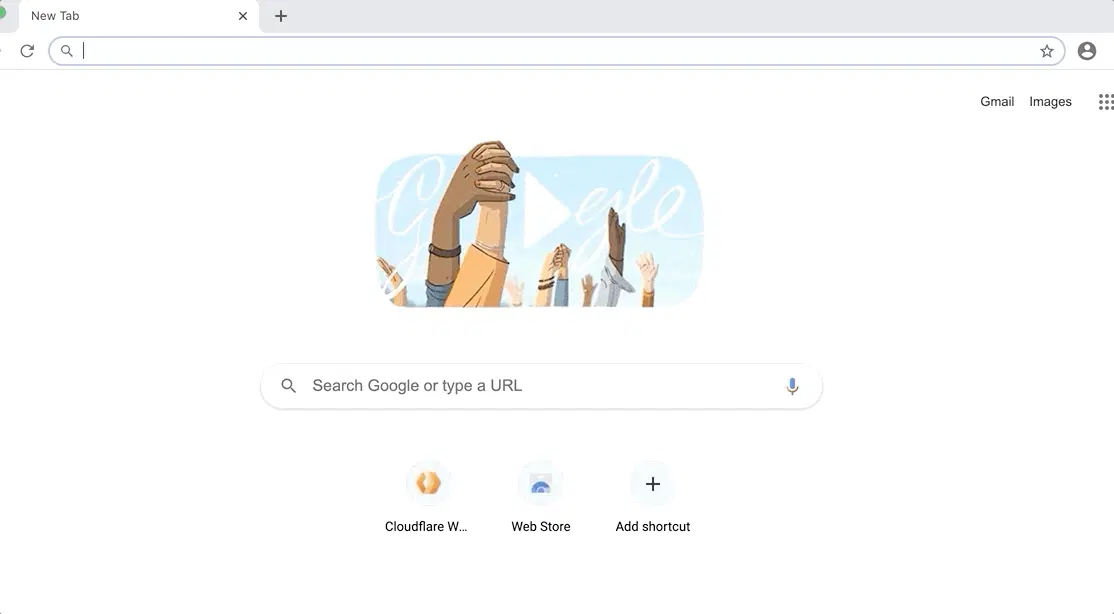 New Tab
Gmail Images
Google
Search Google or type a URL
Cloudflare W...
Web Store
Add shortcut